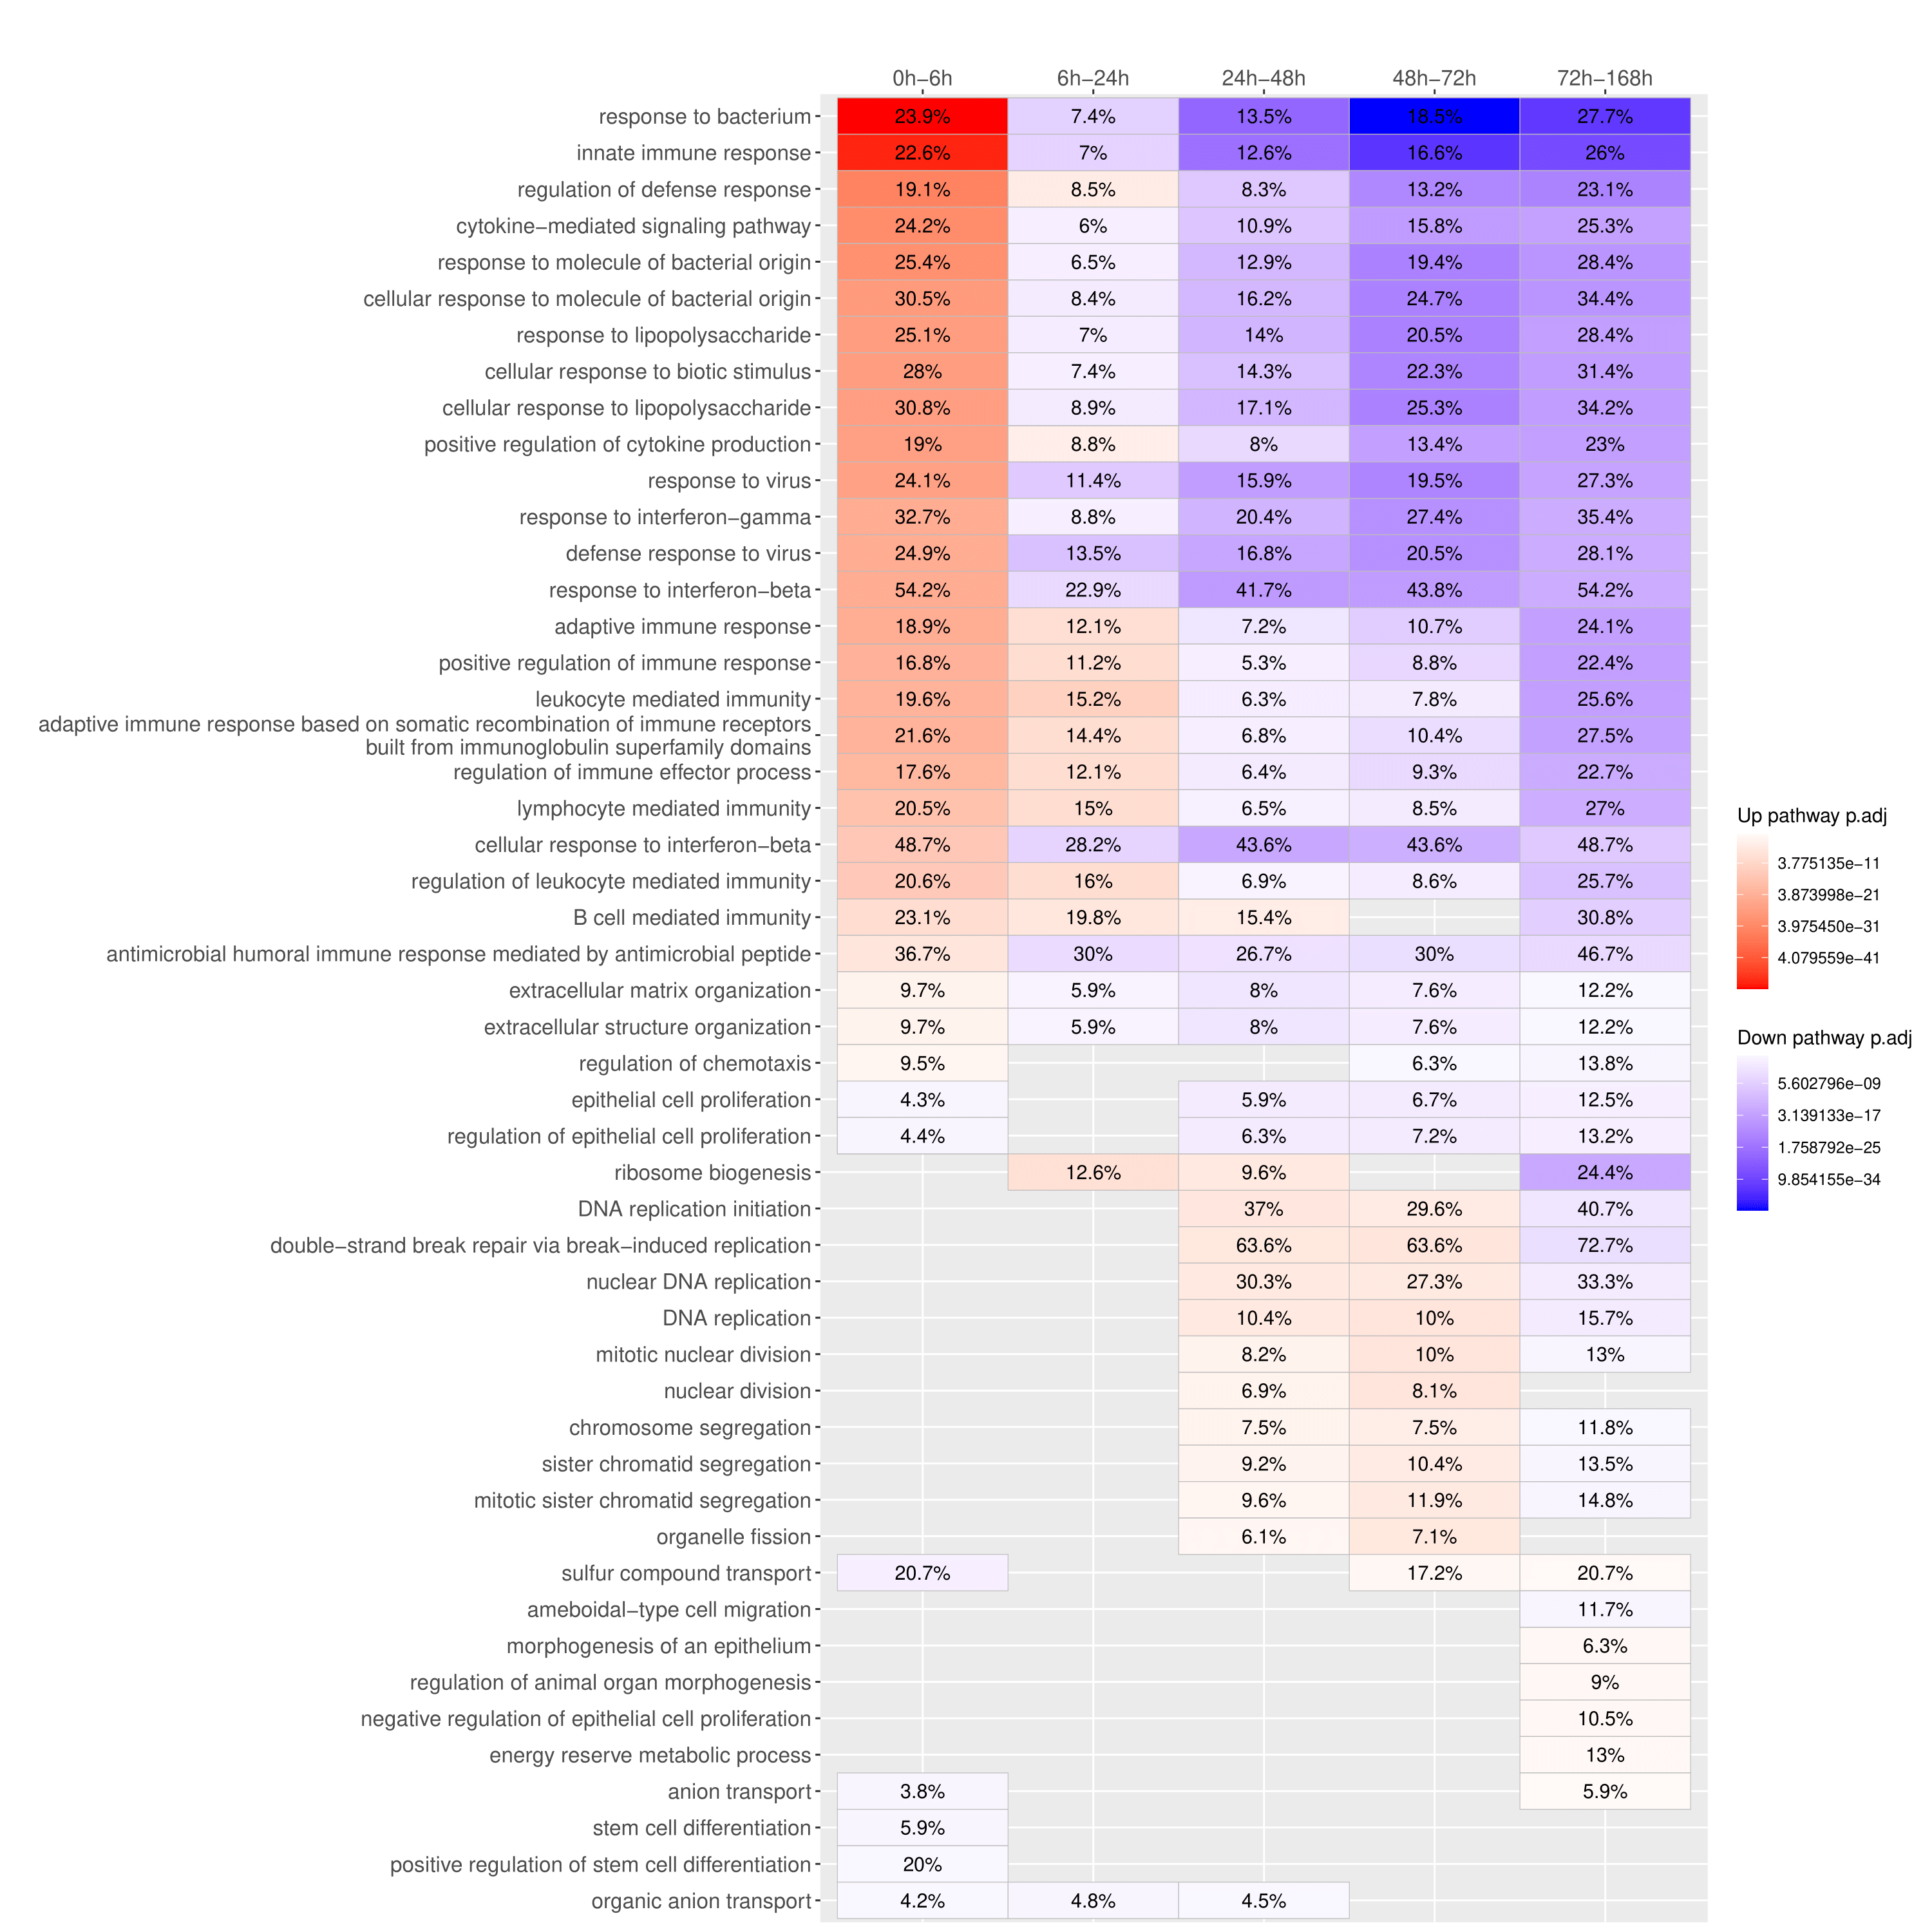 0h−6h 6h−24h 24h−48h 48h−72h 72h−168h
response to bacterium 23.9% 7.4% 13.5% 18.5% 27.7%
innate immune response 22.6% 7% 12.6% 16.6% 26%
regulation of defense response 19.1% 8.5% 8.3% 13.2% 23.1%
cytokine−mediated signaling pathway 24.2% 6% 10.9% 15.8% 25.3%
response to molecule of bacterial origin 25.4% 6.5% 12.9% 19.4% 28.4%
cellular response to molecule of bacterial origin 30.5% 8.4% 16.2% 24.7% 34.4%
response to lipopolysaccharide 25.1% 7% 14% 20.5% 28.4%
cellular response to biotic stimulus 28% 7.4% 14.3% 22.3% 31.4%
cellular response to lipopolysaccharide 30.8% 8.9% 17.1% 25.3% 34.2%
positive regulation of cytokine production 19% 8.8% 8% 13.4% 23%
response to virus 24.1% 11.4% 15.9% 19.5% 27.3%
response to interferon−gamma 32.7% 8.8% 20.4% 27.4% 35.4%
defense response to virus 24.9% 13.5% 16.8% 20.5% 28.1%
response to interferon−beta 54.2% 22.9% 41.7% 43.8% 54.2%
adaptive immune response 18.9% 12.1% 7.2% 10.7% 24.1%
positive regulation of immune response 16.8% 11.2% 5.3% 8.8% 22.4%
leukocyte mediated immunity 19.6% 15.2% 6.3% 7.8% 25.6%
adaptive immune response based on somatic recombination of immune receptors
built from immunoglobulin superfamily domains 21.6% 14.4% 6.8% 10.4% 27.5%
regulation of immune effector process 17.6% 12.1% 6.4% 9.3% 22.7%
lymphocyte mediated immunity 20.5% 15% 6.5% 8.5% 27%
cellular response to interferon−beta 48.7% 28.2% 43.6% 43.6% 48.7%
regulation of leukocyte mediated immunity 20.6% 16% 6.9% 8.6% 25.7%
B cell mediated immunity 23.1% 19.8% 15.4% 30.8%
antimicrobial humoral immune response mediated by antimicrobial peptide 36.7% 30% 26.7% 30% 46.7%
extracellular matrix organization 9.7% 5.9% 8% 7.6% 12.2%
extracellular structure organization 9.7% 5.9% 8% 7.6% 12.2%
regulation of chemotaxis 9.5% 6.3% 13.8%
epithelial cell proliferation 4.3% 5.9% 6.7% 12.5%
regulation of epithelial cell proliferation 4.4% 6.3% 7.2% 13.2%
ribosome biogenesis 12.6% 9.6% 24.4%
DNA replication initiation 37% 29.6% 40.7%
double−strand break repair via break−induced replication 63.6% 63.6% 72.7%
nuclear DNA replication 30.3% 27.3% 33.3%
DNA replication 10.4% 10% 15.7%
mitotic nuclear division 8.2% 10% 13%
nuclear division 6.9% 8.1%
chromosome segregation 7.5% 7.5% 11.8%
sister chromatid segregation 9.2% 10.4% 13.5%
mitotic sister chromatid segregation 9.6% 11.9% 14.8%
organelle fission 6.1% 7.1%
sulfur compound transport 20.7% 17.2% 20.7%
ameboidal−type cell migration 11.7%
morphogenesis of an epithelium 6.3%
regulation of animal organ morphogenesis 9%
negative regulation of epithelial cell proliferation 10.5%
energy reserve metabolic process 13%
anion transport 3.8% 5.9%
stem cell differentiation 5.9%
positive regulation of stem cell differentiation 20%
organic anion transport 4.2% 4.8% 4.5%
Up pathway p.adj
3.775135e−11
3.873998e−21
3.975450e−31
4.079559e−41
Down pathway p.adj
5.602796e−09
3.139133e−17
1.758792e−25
9.854155e−34